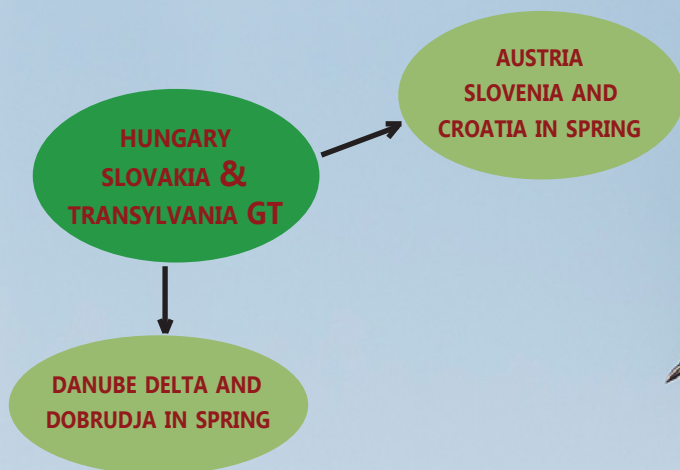 AUSTRIA
SLOVENIA AND
CROATIA IN SPRING
HUNGARY
SLOVAKIA &
TRANSYLVANIA GT
DANUBE DELTA AND
DOBRUDJA IN SPRING